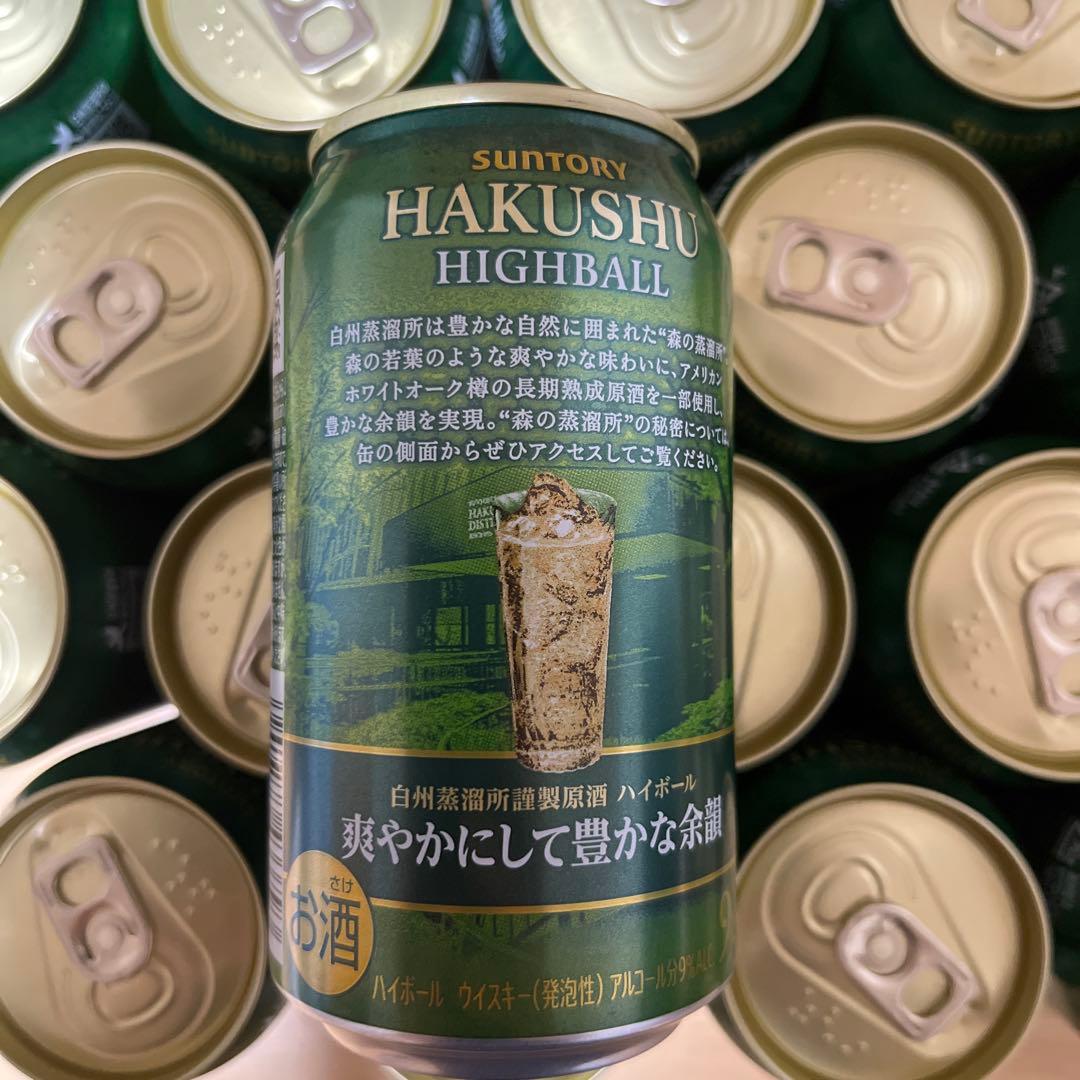 SUNTORY
HAKUSHU
HIGHBALL
白州蒸溜所は豊かな自然に囲まれた“森の蒸溜所”
森の若葉のような爽やかな味わいに、アメリカン
ホワイトオーク樽の長期熟成原酒を一部使用し、
豊かな余韻を実現。“森の蒸溜所”の秘密については、
缶の側面からぜひアクセスしてご覧ください。
白州蒸溜所謹製原酒 ハイボール
爽やかにして豊かな余韻
さけ
お酒
ハイボール ウイスキー(発泡性) アルコール分9% ALC
SUNTORY
SUNTORY